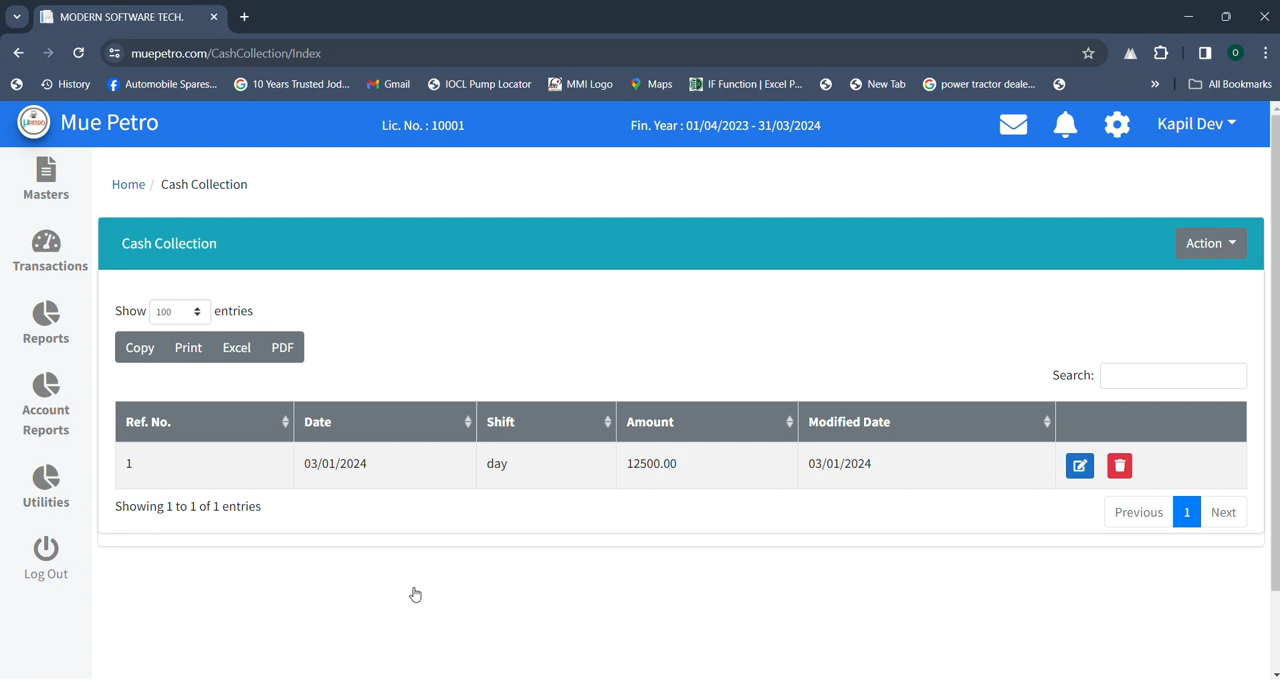 MODERN SOFTWARE TECH.
muepetro.com/CashCollection/Index
O
History
Automobile Spares...
10 Years Trusted Jod...
Gmail
IOCL Pump Locator
MMI Logo
Maps
IF Function | Excel P...
New Tab
power tractor deale...
»
All Bookmarks
Mue Petro
Lic. No. : 10001
Fin. Year : 01/04/2023 - 31/03/2024
Kapil Dev
Masters
Transactions
Reports
Account
Reports
Utilities
Log Out
Home / Cash Collection
Cash Collection
Action
Show 100 entries
Copy Print Excel PDF
Search:
Ref. No. Date Shift Amount Modified Date
1 03/01/2024 day 12500.00 03/01/2024
Showing 1 to 1 of 1 entries
Previous 1 Next